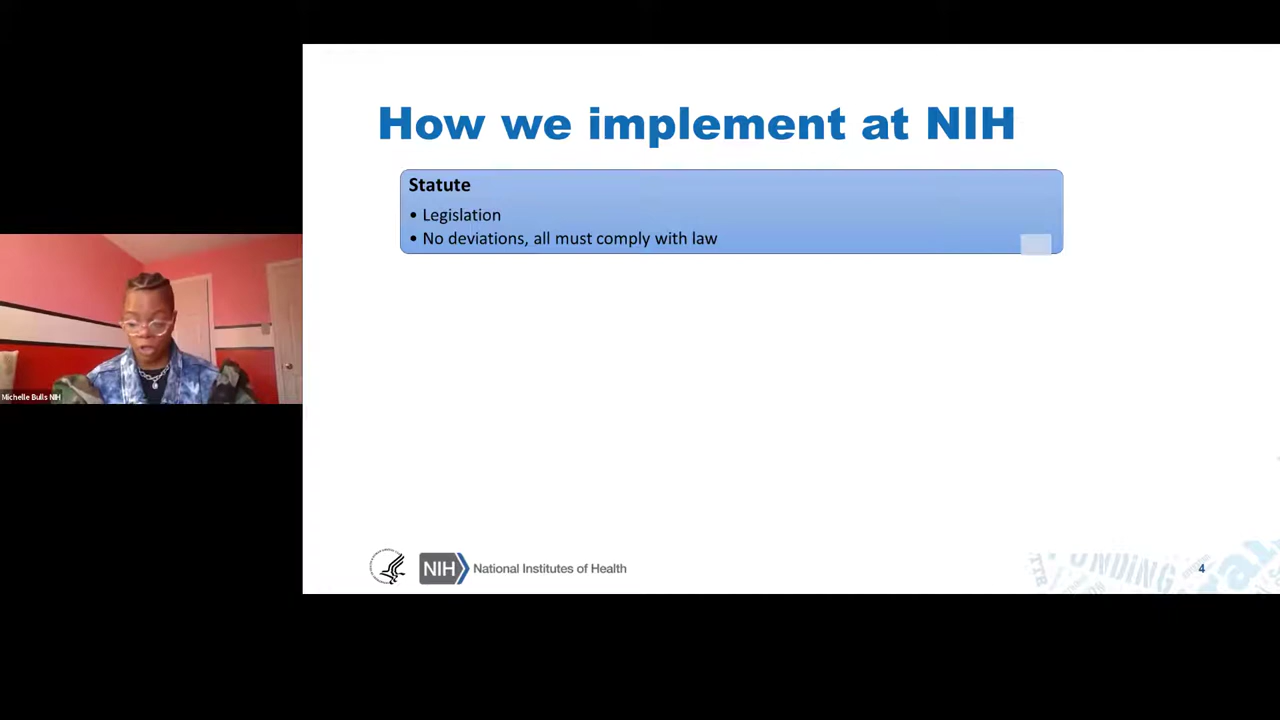 How we implement at NIH
Statute
• Legislation
• No deviations, all must comply with law
Michelle Bulls NIH
NIH National Institutes of Health
FUNDING
4